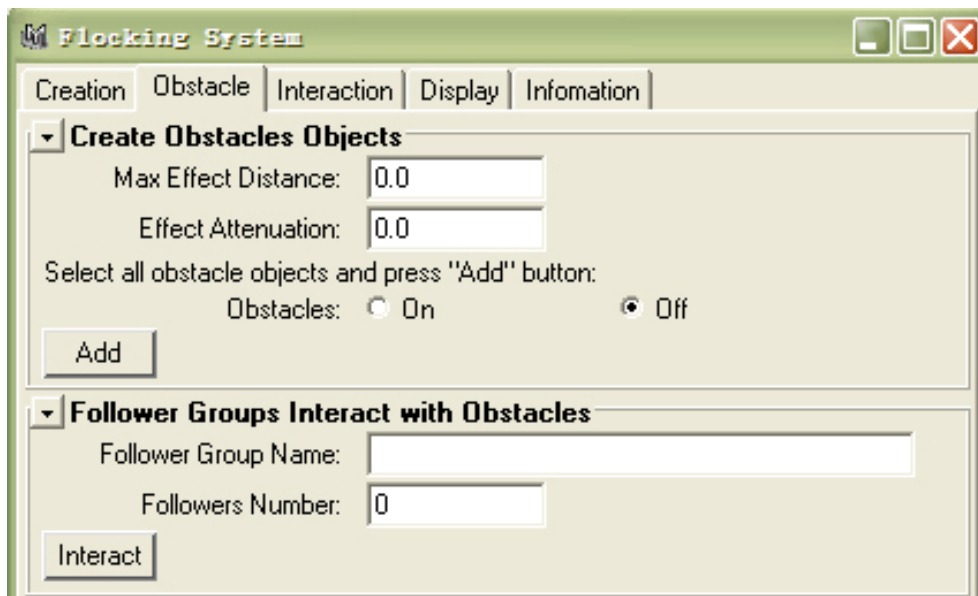 Flocking System
Creation Obstacle Interaction Display Infomation
Create Obstacles Objects
Max Effect Distance: 0.0
Effect Attenuation: 0.0
Select all obstacle objects and press "Add" button:
Obstacles: On Off
Add
Follower Groups Interact with Obstacles
Follower Group Name:
Followers Number: 0
Interact